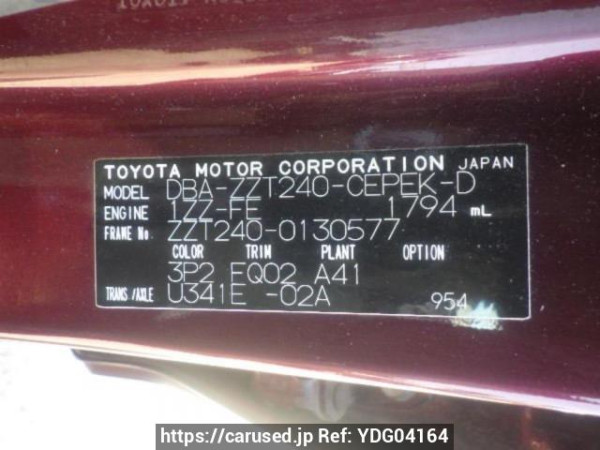 TOYOTA MOTOR CORPORATION JAPAN
MODEL DBA-ZZT240-CEPEK-D
ENGINE 1ZZ-FE 1794 mL
FRAME No. ZZT240-0130577
COLOR TRIM PLANT OPTION
3P2 FQ02 A41
TRANS/AXLE U341E -02A 954
https://carused.jp Ref: YDG04164